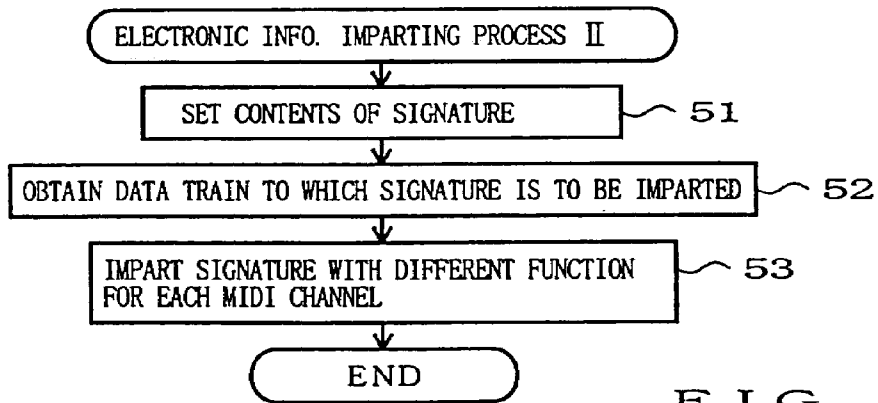 ELECTRONIC INFO. IMPARTING PROCESS II
SET CONTENTS OF SIGNATURE
51
OBTAIN DATA TRAIN TO WHICH SIGNATURE IS TO BE IMPARTED
52
IMPART SIGNATURE WITH DIFFERENT FUNCTION
FOR EACH MIDI CHANNEL
53
END
FIG